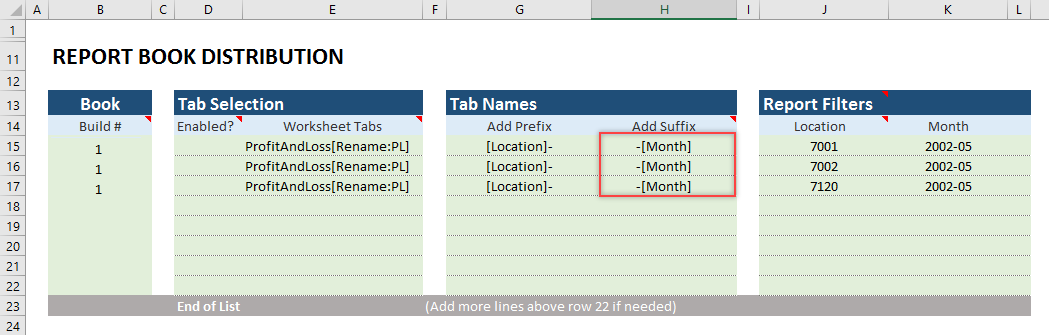 A B C D E F G H I J K L
1
11 REPORT BOOK DISTRIBUTION
12
13 Book Tab Selection Tab Names Report Filters
14 Build # Enabled? Worksheet Tabs Add Prefix Add Suffix Location Month
15 1 ProfitAndLoss[Rename:PL] [Location]- -[Month] 7001 2002-05
16 1 ProfitAndLoss[Rename:PL] [Location]- -[Month] 7002 2002-05
17 1 ProfitAndLoss[Rename:PL] [Location]- -[Month] 7120 2002-05
18
19
20
21
22
23 End of List (Add more lines above row 22 if needed)
24